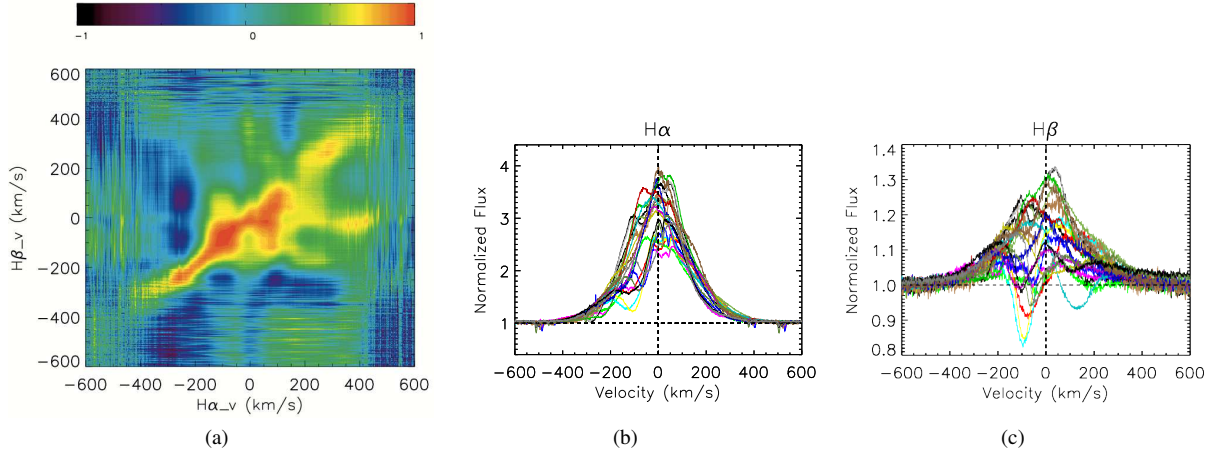 −1 0 1
600
400
200
0
−200
−400
−600
Hβ_v (km/s)
−600 −400 −200 0 200 400 600
Hα_v (km/s)
(a)
Hα
4
3
2
1
Normalized Flux
−600 −400 −200 0 200 400 600
Velocity (km/s)
(b)
Hβ
1.4
1.3
1.2
1.1
1.0
0.9
0.8
Normalized Flux
−600 −400 −200 0 200 400 600
Velocity (km/s)
(c)